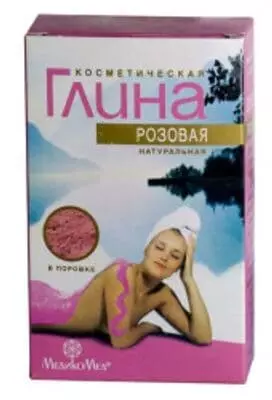 КОСМЕТИЧЕСКАЯ
Глина
РОЗОВАЯ
НАТУРАЛЬНАЯ
В ПОРОШКЕ
МедикоМед